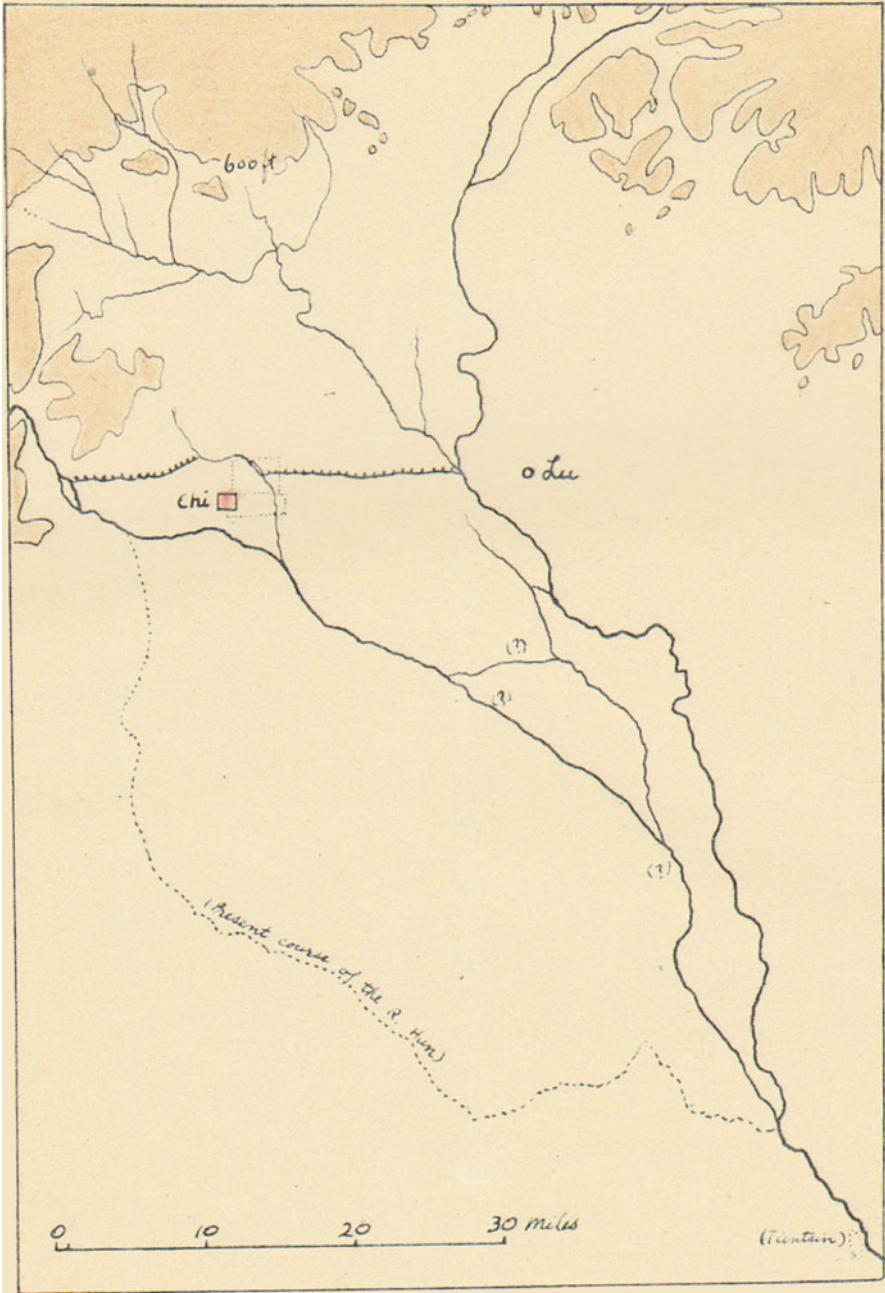 600 ft
Lu
Chi
(?)
(?)
(?)
(Present course of the R. Hun)
0 10 20 30 Miles
(Tientsin)